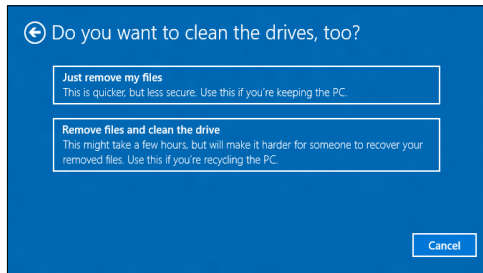 Do you want to clean the drives, too?
Just remove my files
This is quicker, but less secure. Use this if you're keeping the PC.
Remove files and clean the drive
This might take a few hours, but will make it harder for someone to recover your
removed files. Use this if you're recycling the PC.
Cancel